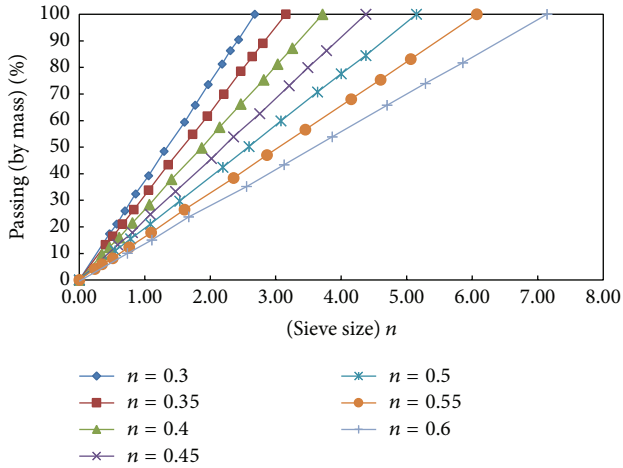 Passing (by mass) (%)
100
90
80
70
60
50
40
30
20
10
0
0.00 1.00 2.00 3.00 4.00 5.00 6.00 7.00 8.00
(Sieve size) n
n = 0.3
n = 0.35
n = 0.4
n = 0.45
n = 0.5
n = 0.55
n = 0.6